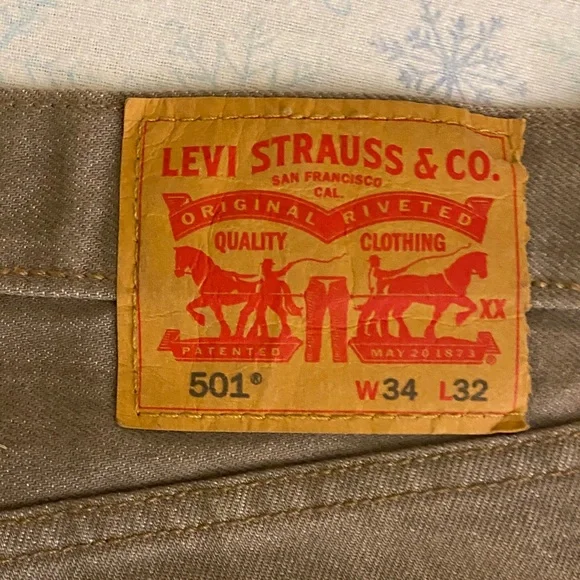 LEVI STRAUSS & CO.
SAN FRANCISCO
CAL.
ORIGINAL RIVETED
QUALITY CLOTHING
XX
PATENTED MAY 20 1873 ®
501® W34 L32